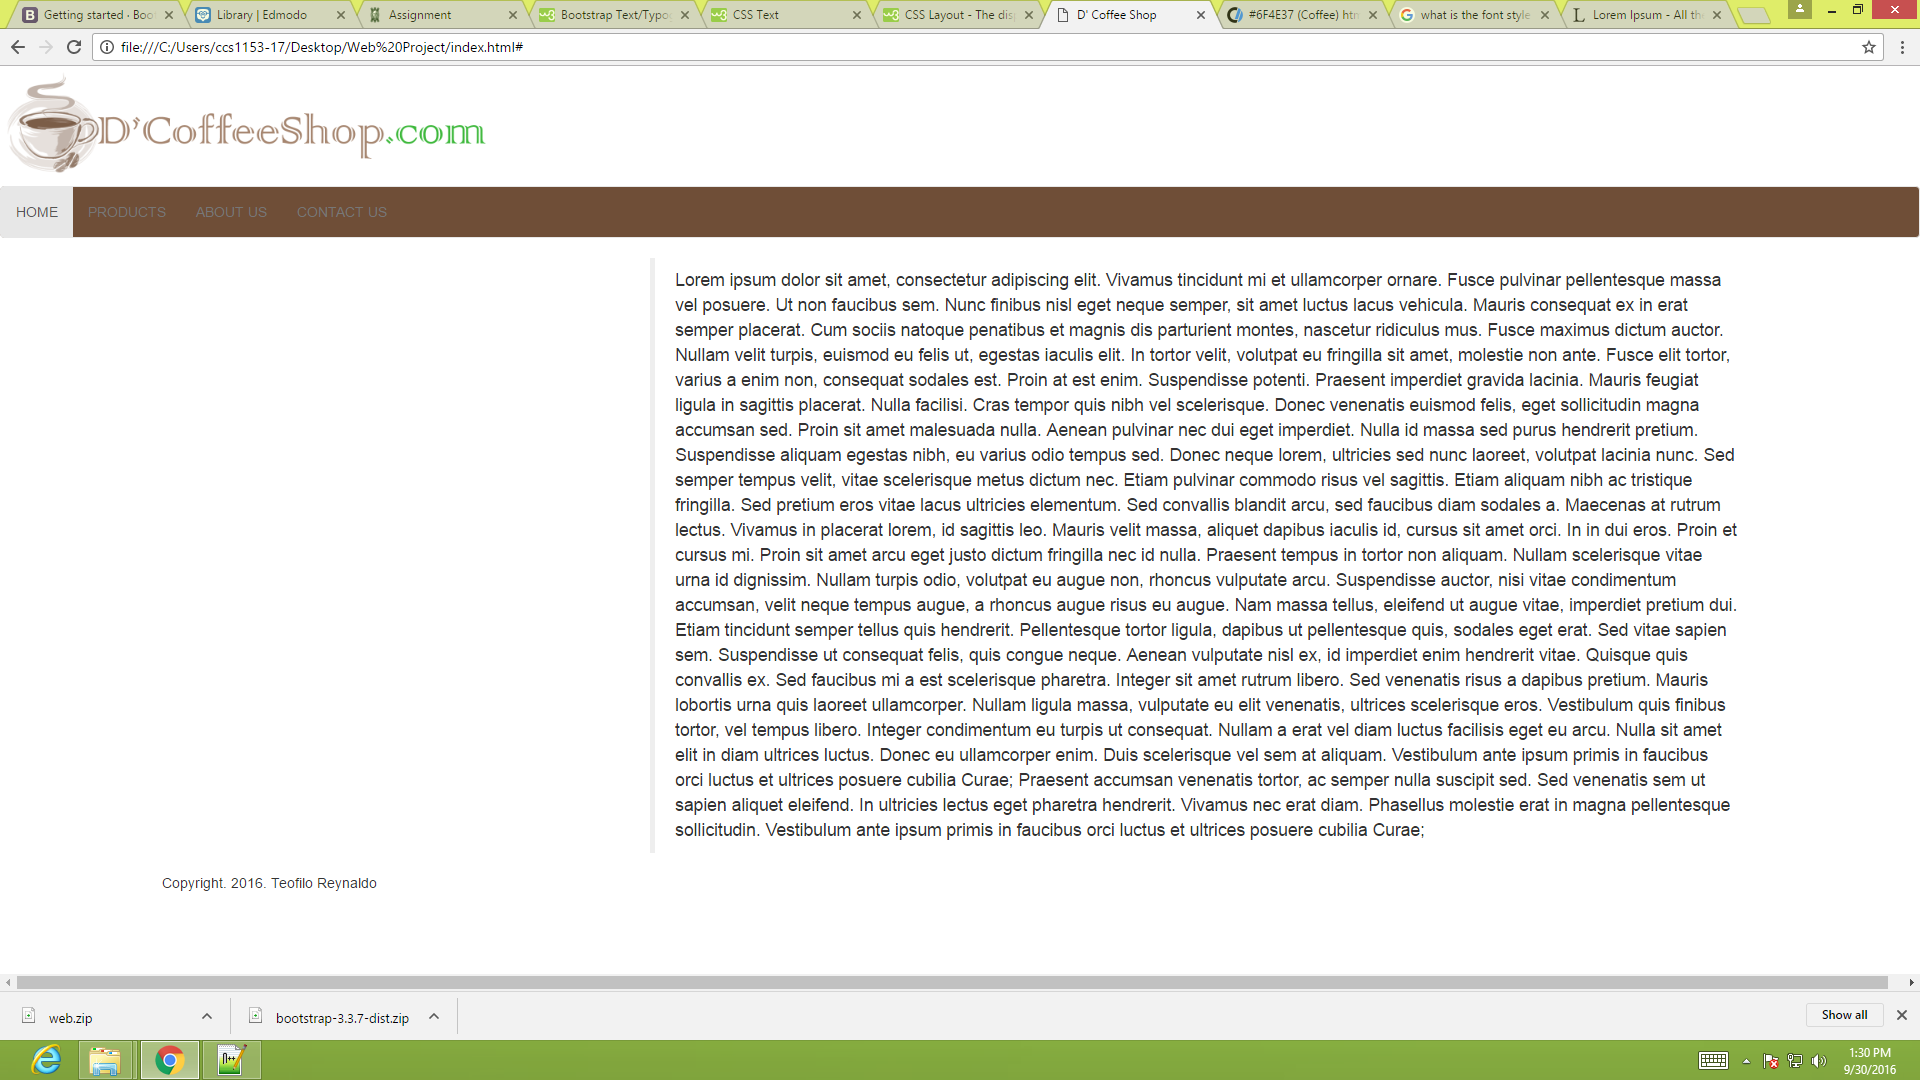 Getting started · Boo
Library | Edmodo
Assignment
Bootstrap Text/Typo
CSS Text
CSS Layout - The dis
D' Coffee Shop
#6F4E37 (Coffee) htm
what is the font style
Lorem Ipsum - All th
file:///C:/Users/ccs1153-17/Desktop/Web%20Project/index.html#
D'CoffeeShop.com
HOME PRODUCTS ABOUT US CONTACT US
Lorem ipsum dolor sit amet, consectetur adipiscing elit. Vivamus tincidunt mi et ullamcorper ornare. Fusce pulvinar pellentesque massa
vel posuere. Ut non faucibus sem. Nunc finibus nisl eget neque semper, sit amet luctus lacus vehicula. Mauris consequat ex in erat
semper placerat. Cum sociis natoque penatibus et magnis dis parturient montes, nascetur ridiculus mus. Fusce maximus dictum auctor.
Nullam velit turpis, euismod eu felis ut, egestas iaculis elit. In tortor velit, volutpat eu fringilla sit amet, molestie non ante. Fusce elit tortor,
varius a enim non, consequat sodales est. Proin at est enim. Suspendisse potenti. Praesent imperdiet gravida lacinia. Mauris feugiat
ligula in sagittis placerat. Nulla facilisi. Cras tempor quis nibh vel scelerisque. Donec venenatis euismod felis, eget sollicitudin magna
accumsan sed. Proin sit amet malesuada nulla. Aenean pulvinar nec dui eget imperdiet. Nulla id massa sed purus hendrerit pretium.
Suspendisse aliquam egestas nibh, eu varius odio tempus sed. Donec neque lorem, ultricies sed nunc laoreet, volutpat lacinia nunc. Sed
semper tempus velit, vitae scelerisque metus dictum nec. Etiam pulvinar commodo risus vel sagittis. Etiam aliquam nibh ac tristique
fringilla. Sed pretium eros vitae lacus ultricies elementum. Sed convallis blandit arcu, sed faucibus diam sodales a. Maecenas at rutrum
lectus. Vivamus in placerat lorem, id sagittis leo. Mauris velit massa, aliquet dapibus iaculis id, cursus sit amet orci. In in dui eros. Proin et
cursus mi. Proin sit amet arcu eget justo dictum fringilla nec id nulla. Praesent tempus in tortor non aliquam. Nullam scelerisque vitae
urna id dignissim. Nullam turpis odio, volutpat eu augue non, rhoncus vulputate arcu. Suspendisse auctor, nisi vitae condimentum
accumsan, velit neque tempus augue, a rhoncus augue risus eu augue. Nam massa tellus, eleifend ut augue vitae, imperdiet pretium dui.
Etiam tincidunt semper tellus quis hendrerit. Pellentesque tortor ligula, dapibus ut pellentesque quis, sodales eget erat. Sed vitae sapien
sem. Suspendisse ut consequat felis, quis congue neque. Aenean vulputate nisl ex, id imperdiet enim hendrerit vitae. Quisque quis
convallis ex. Sed faucibus mi a est scelerisque pharetra. Integer sit amet rutrum libero. Sed venenatis risus a dapibus pretium. Mauris
lobortis urna quis laoreet ullamcorper. Nullam ligula massa, vulputate eu elit venenatis, ultrices scelerisque eros. Vestibulum quis finibus
tortor, vel tempus libero. Integer condimentum eu turpis ut consequat. Nullam a erat vel diam luctus facilisis eget eu arcu. Nulla sit amet
elit in diam ultrices luctus. Donec eu ullamcorper enim. Duis scelerisque vel sem at aliquam. Vestibulum ante ipsum primis in faucibus
orci luctus et ultrices posuere cubilia Curae; Praesent accumsan venenatis tortor, ac semper nulla suscipit sed. Sed venenatis sem ut
sapien aliquet eleifend. In ultricies lectus eget pharetra hendrerit. Vivamus nec erat diam. Phasellus molestie erat in magna pellentesque
sollicitudin. Vestibulum ante ipsum primis in faucibus orci luctus et ultrices posuere cubilia Curae;
Copyright. 2016. Teofilo Reynaldo
web.zip
bootstrap-3.3.7-dist.zip
Show all
1:30 PM
9/30/2016